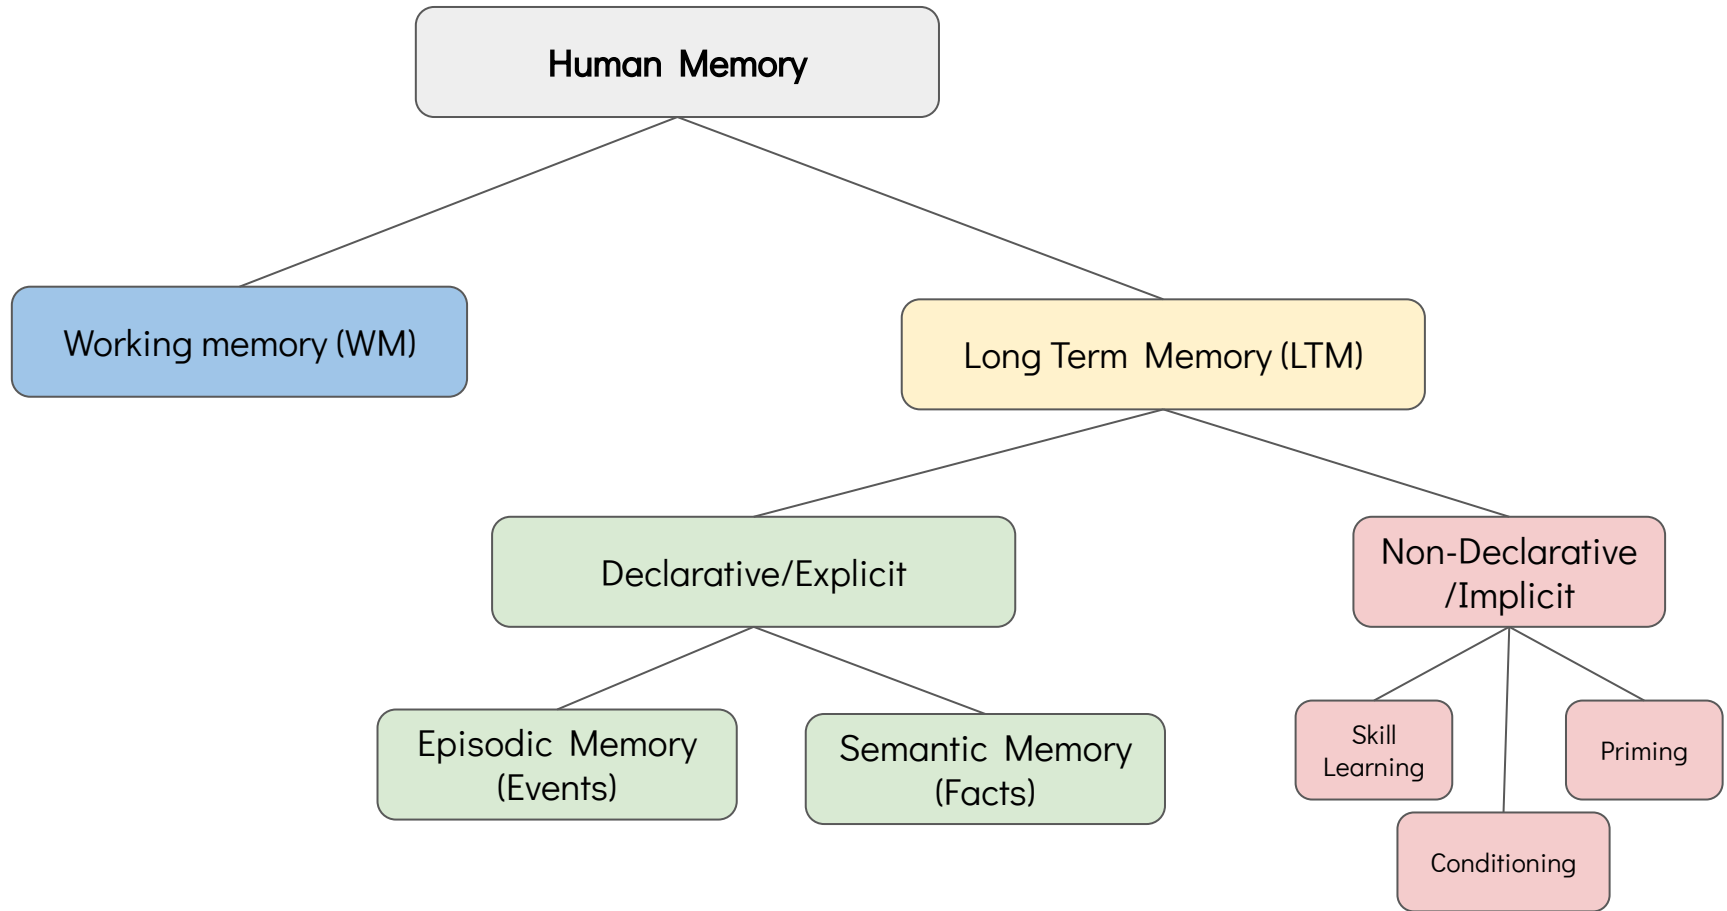 Human Memory
Working memory (WM)
Long Term Memory (LTM)
Declarative/Explicit
Non-Declarative
/Implicit
Episodic Memory
(Events)
Semantic Memory
(Facts)
Skill
Learning
Priming
Conditioning